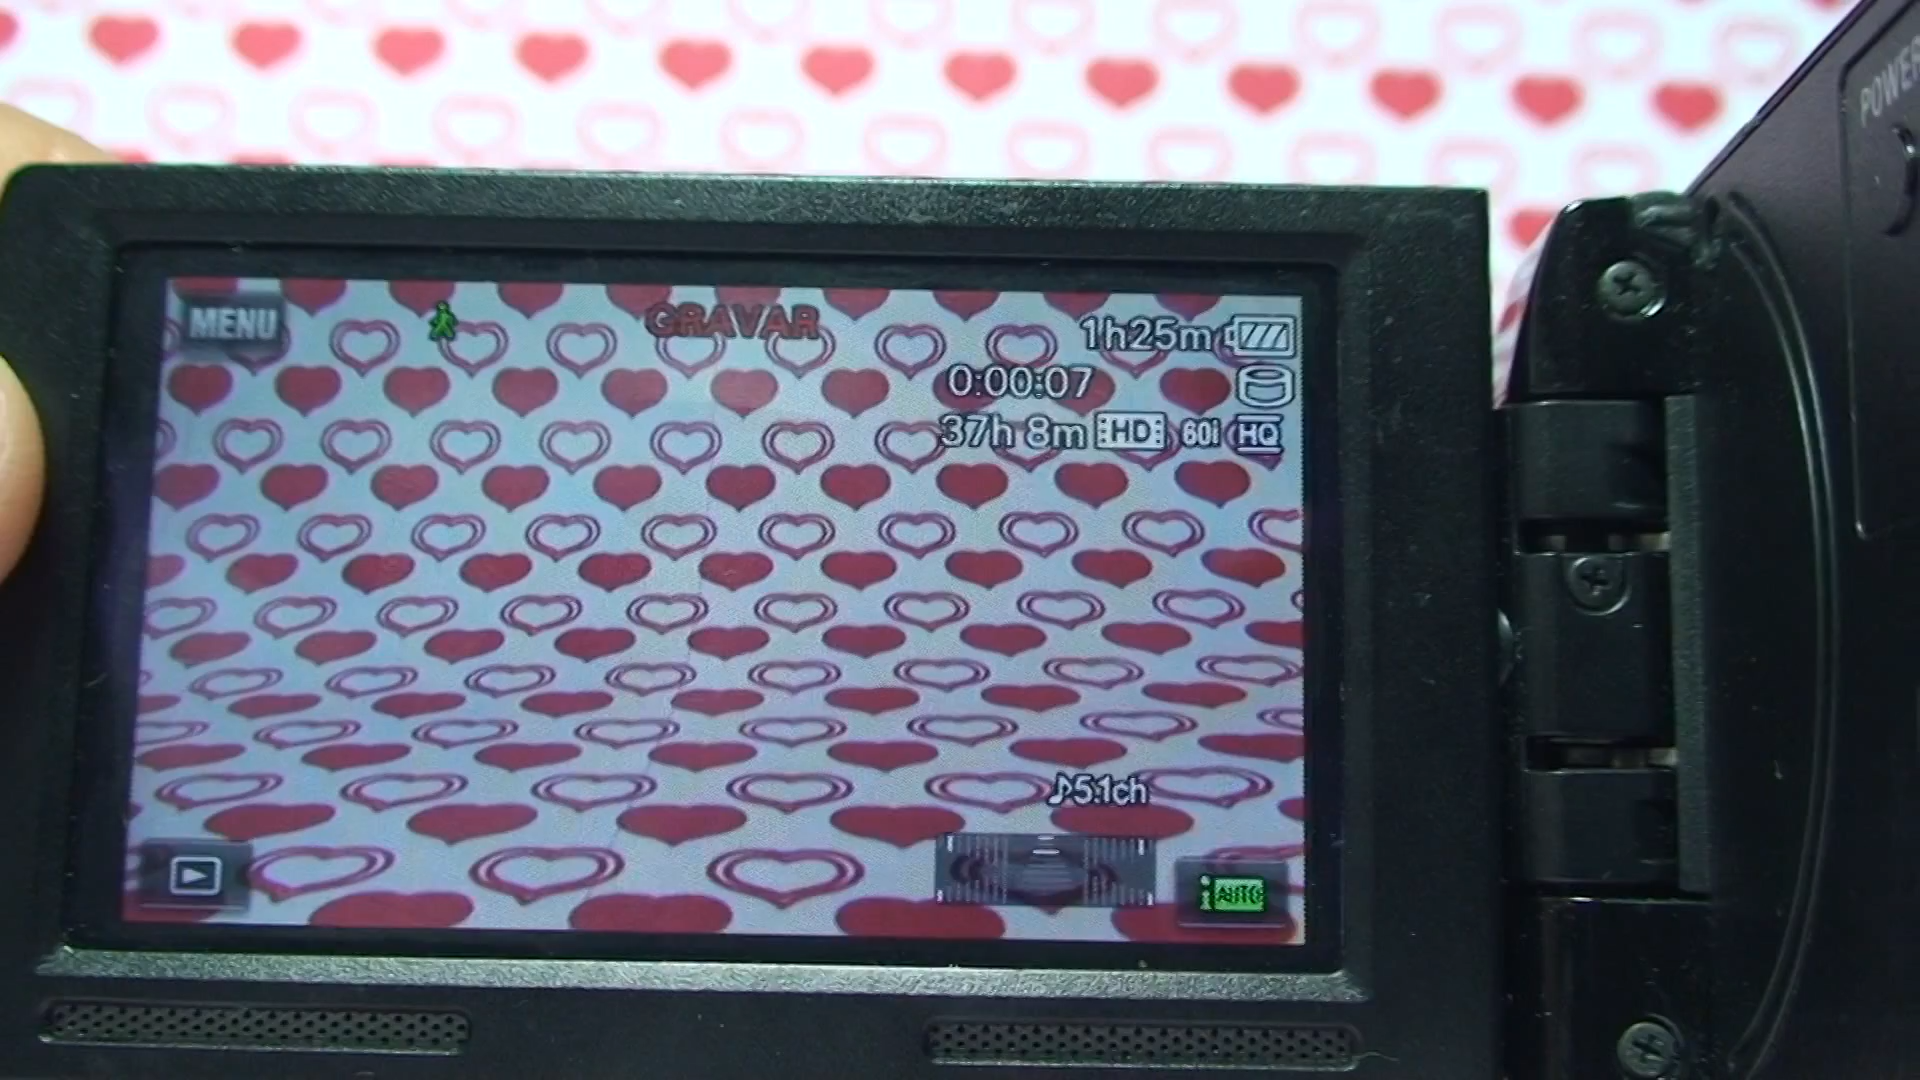 POWER
MENU
GRAVAR
1h25m
0:00:07
37h 8m HD 60i HQ
♪5.1ch
AUTO